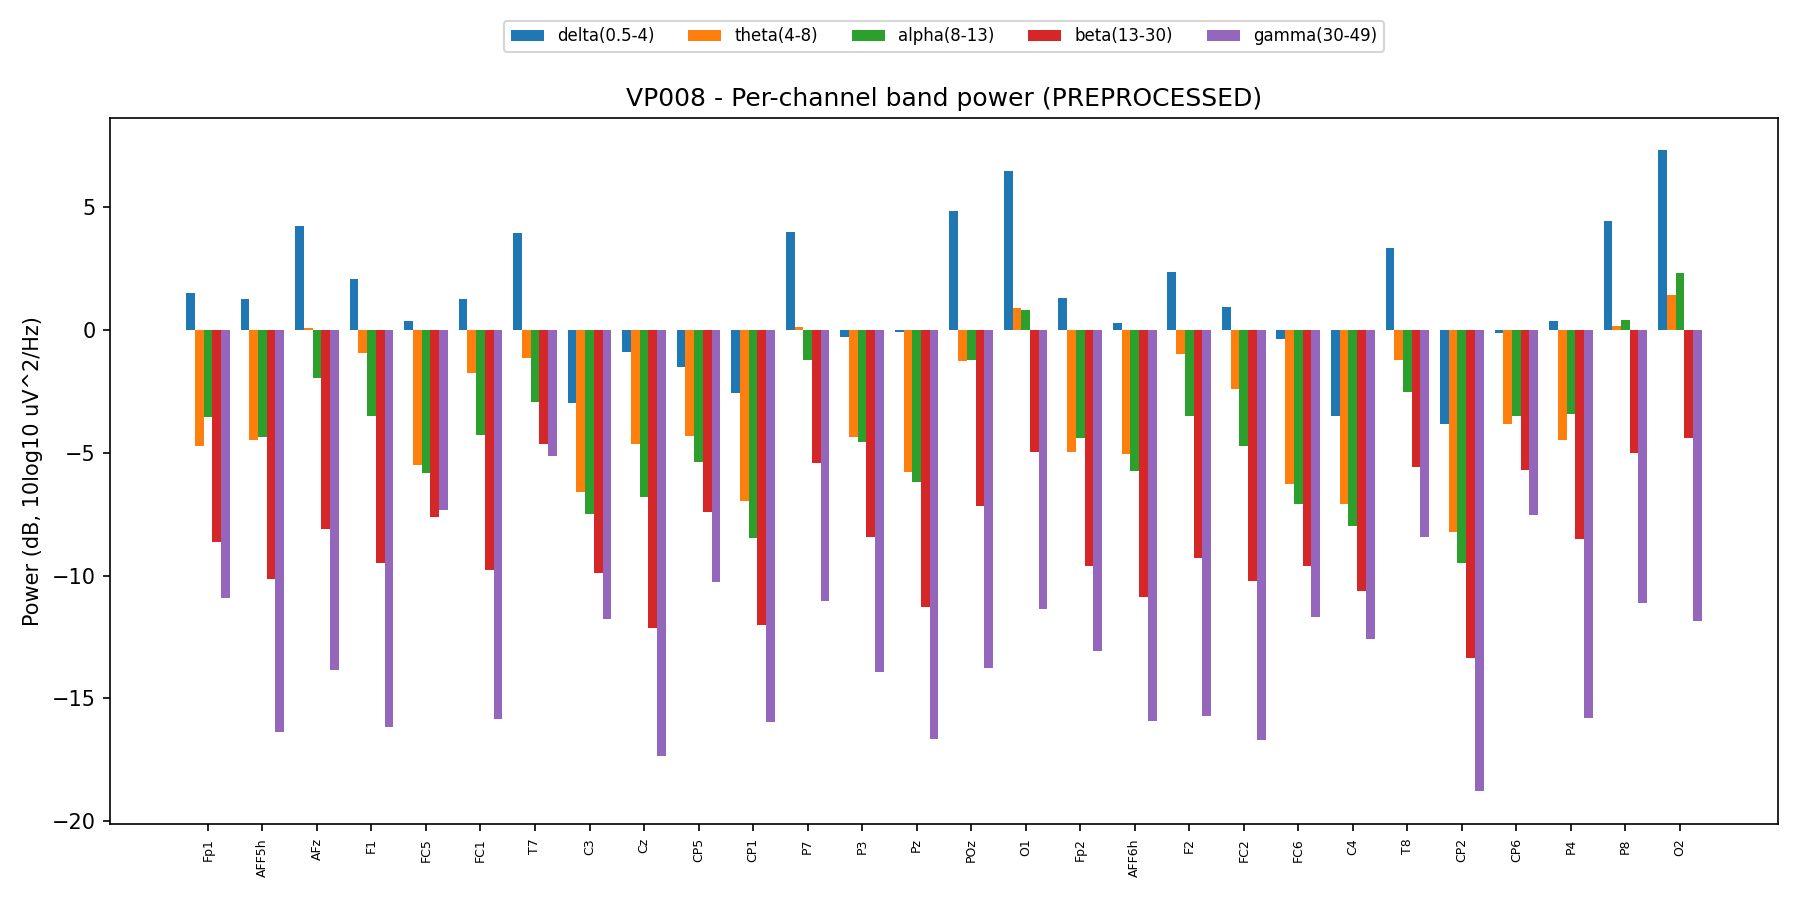 delta(0.5-4) theta(4-8) alpha(8-13) beta(13-30) gamma(30-49)
VP008 - Per-channel band power (PREPROCESSED)
Power (dB, 10log10 uV^2/Hz)
5
0
−5
−10
−15
−20
Fp1 AFF5h AFz F1 FC5 FC1 T7 C3 Cz CP5 CP1 P7 P3 Pz POz O1 Fp2 AFF6h F2 FC2 FC6 C4 T8 CP2 CP6 P4 P8 O2